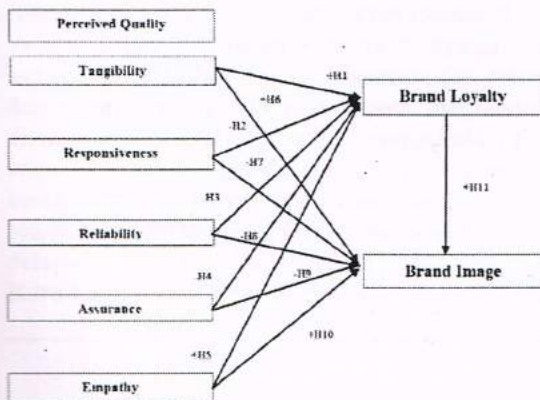 Perceived Quality
Tangibility
+H1
Brand Loyalty
+H6
-H2
Responsiveness
-H7
+H11
H3
Reliability
-H8
Brand Image
H4
-H9
Assurance
+H10
+H5
Empathy